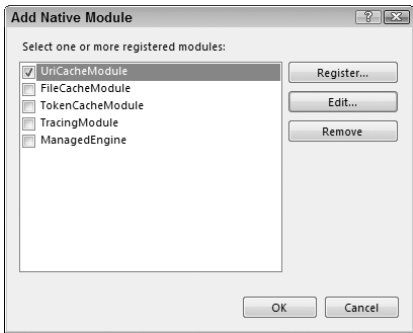 Add Native Module
?
Select one or more registered modules:
UriCacheModule
Register...
FileCacheModule
TokenCacheModule
Edit...
TracingModule
Remove
ManagedEngine
OK
Cancel